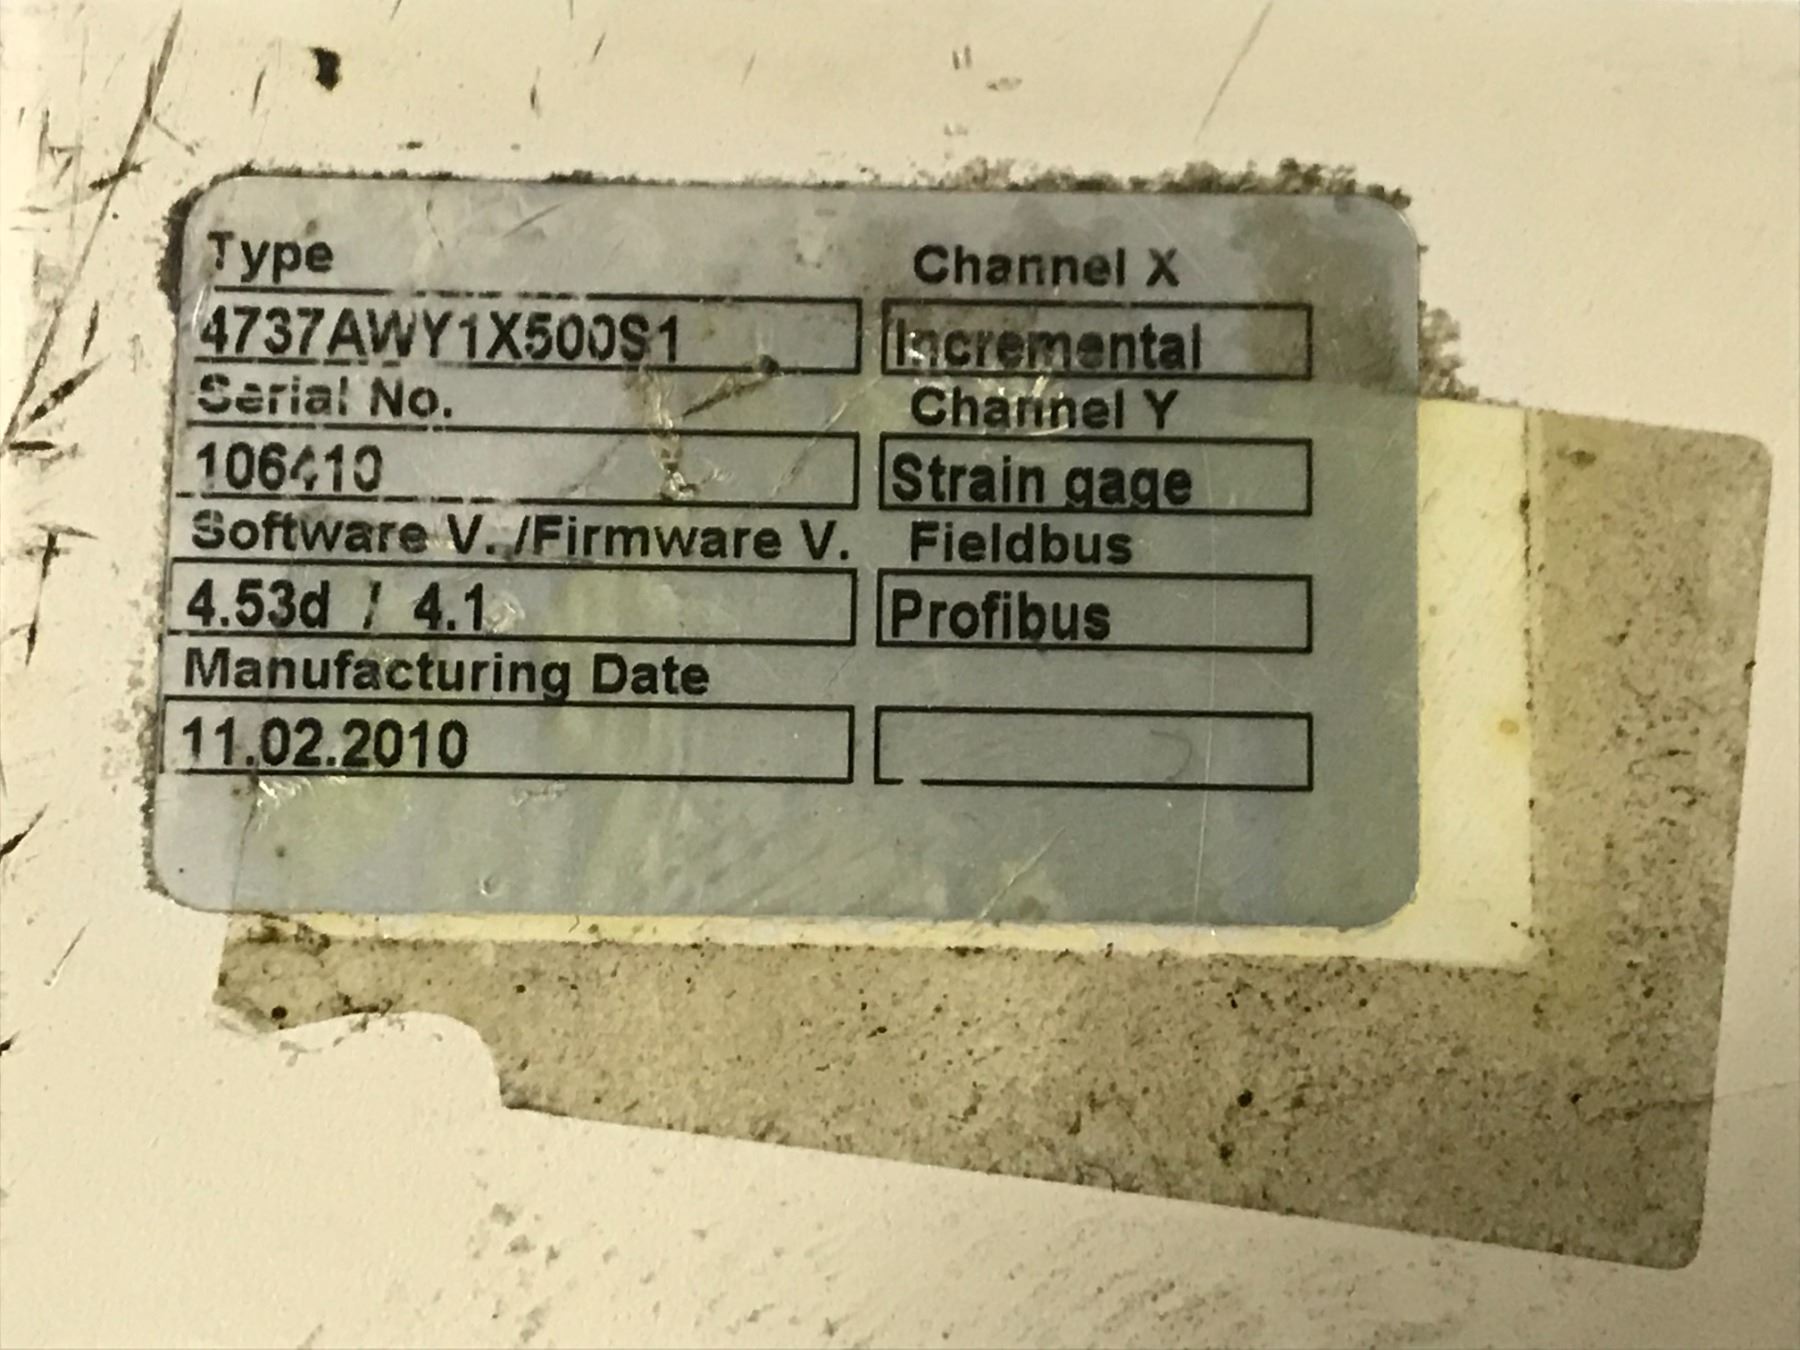 Type
4737AWY1X500S1
Serial No.
106410
Software V. /Firmware V.
4.53d / 4.1
Manufacturing Date
11.02.2010
Channel X
Incremental
Channel Y
Strain gage
Fieldbus
Profibus